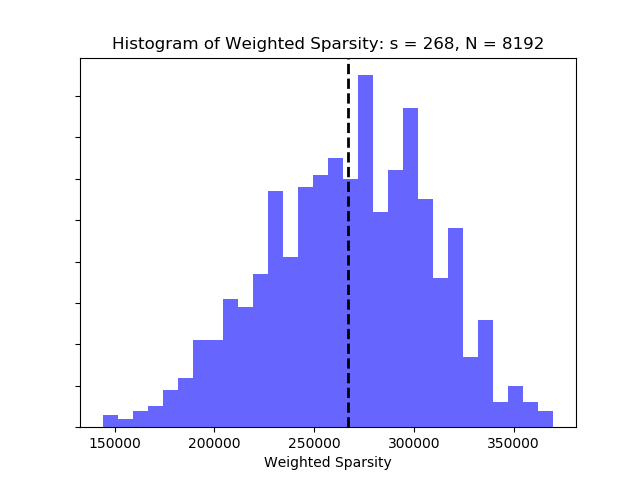 Histogram of Weighted Sparsity: s = 268, N = 8192
150000 200000 250000 300000 350000
Weighted Sparsity